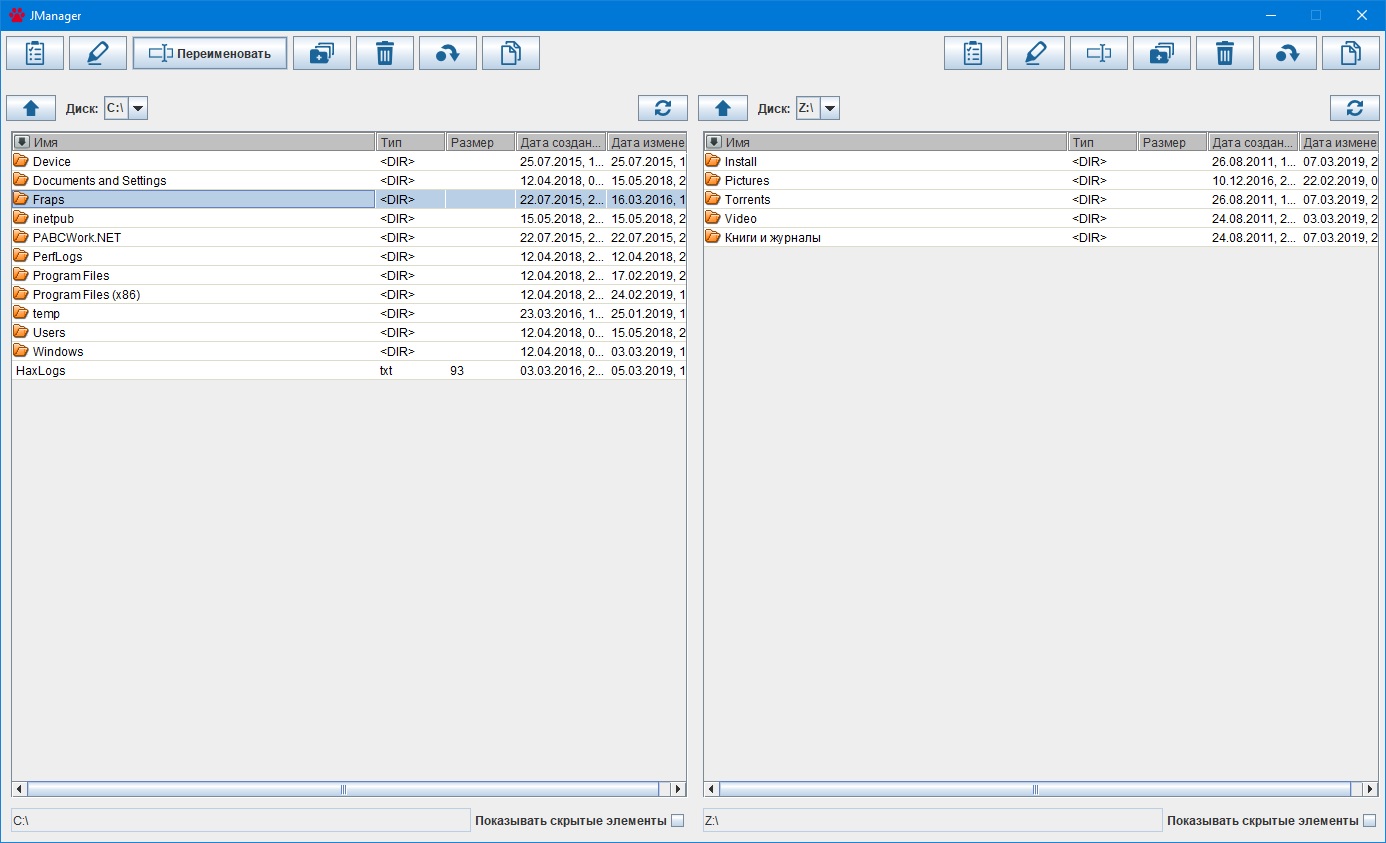 JManager
Переименовать
Диск: C:\
Диск: Z:\
Имя Тип Размер Дата создан... Дата измене
Device <DIR> 25.07.2015, 1... 25.07.2015, 1
Documents and Settings <DIR> 12.04.2018, 0... 15.05.2018, 2
Fraps <DIR> 22.07.2015, 2... 16.03.2016, 1
inetpub <DIR> 15.05.2018, 2... 15.05.2018, 2
PABCWork.NET <DIR> 22.07.2015, 2... 22.07.2015, 2
PerfLogs <DIR> 12.04.2018, 2... 12.04.2018, 2
Program Files <DIR> 12.04.2018, 2... 17.02.2019, 2
Program Files (x86) <DIR> 12.04.2018, 2... 24.02.2019, 1
temp <DIR> 23.03.2016, 1... 25.01.2019, 1
Users <DIR> 12.04.2018, 0... 15.05.2018, 2
Windows <DIR> 12.04.2018, 0... 03.03.2019, 1
HaxLogs txt 93 03.03.2016, 2... 05.03.2019, 1
Имя Тип Размер Дата создан... Дата измене
Install <DIR> 26.08.2011, 1... 07.03.2019, 2
Pictures <DIR> 10.12.2016, 2... 22.02.2019, 0
Torrents <DIR> 26.08.2011, 1... 07.03.2019, 2
Video <DIR> 24.08.2011, 2... 03.03.2019, 2
Книги и журналы <DIR> 24.08.2011, 2... 07.03.2019, 2
C:\ Показывать скрытые элементы
Z:\ Показывать скрытые элементы